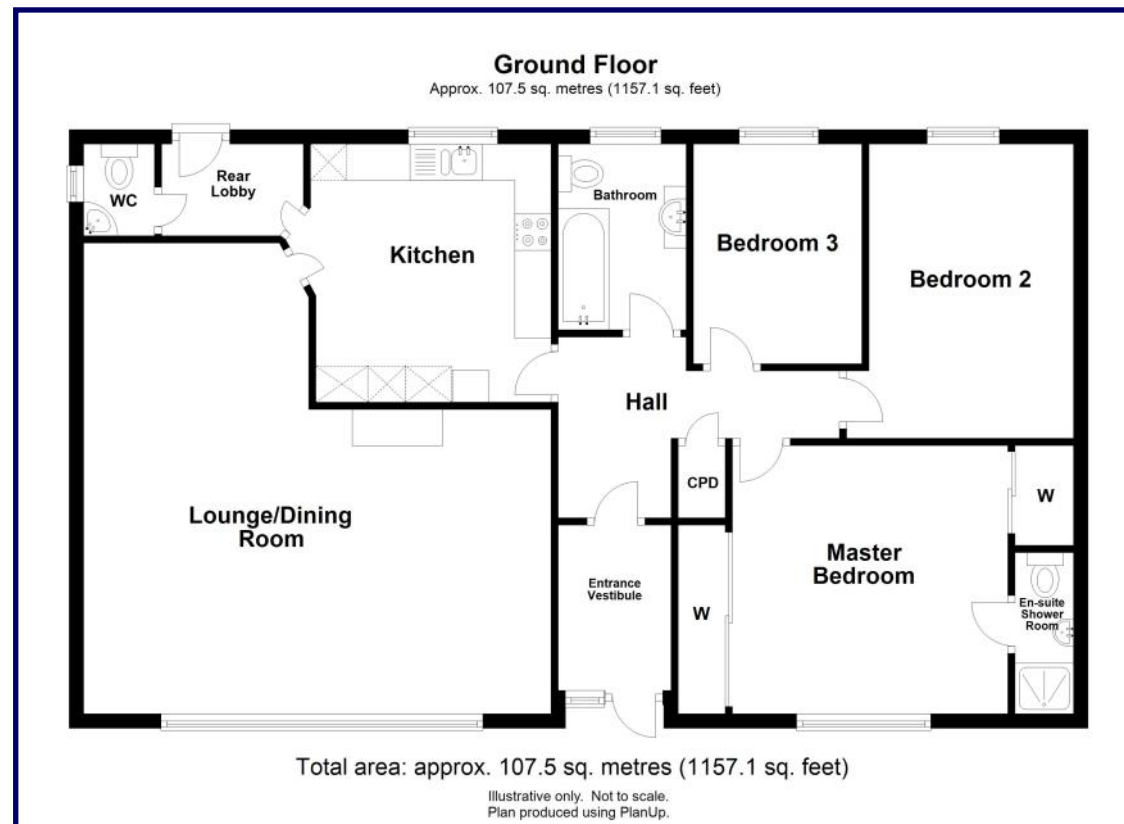 Ground Floor
Approx. 107.5 sq. metres (1157.1 sq. feet)
WC
Rear
Lobby
Kitchen
Bathroom
Bedroom 3
Bedroom 2
Hall
CPD
Lounge/Dining
Room
Entrance
Vestibule
W
Master
Bedroom
W
En-suite
Shower
Room
Total area: approx. 107.5 sq. metres (1157.1 sq. feet)
Illustrative only. Not to scale.
Plan produced using PlanUp.